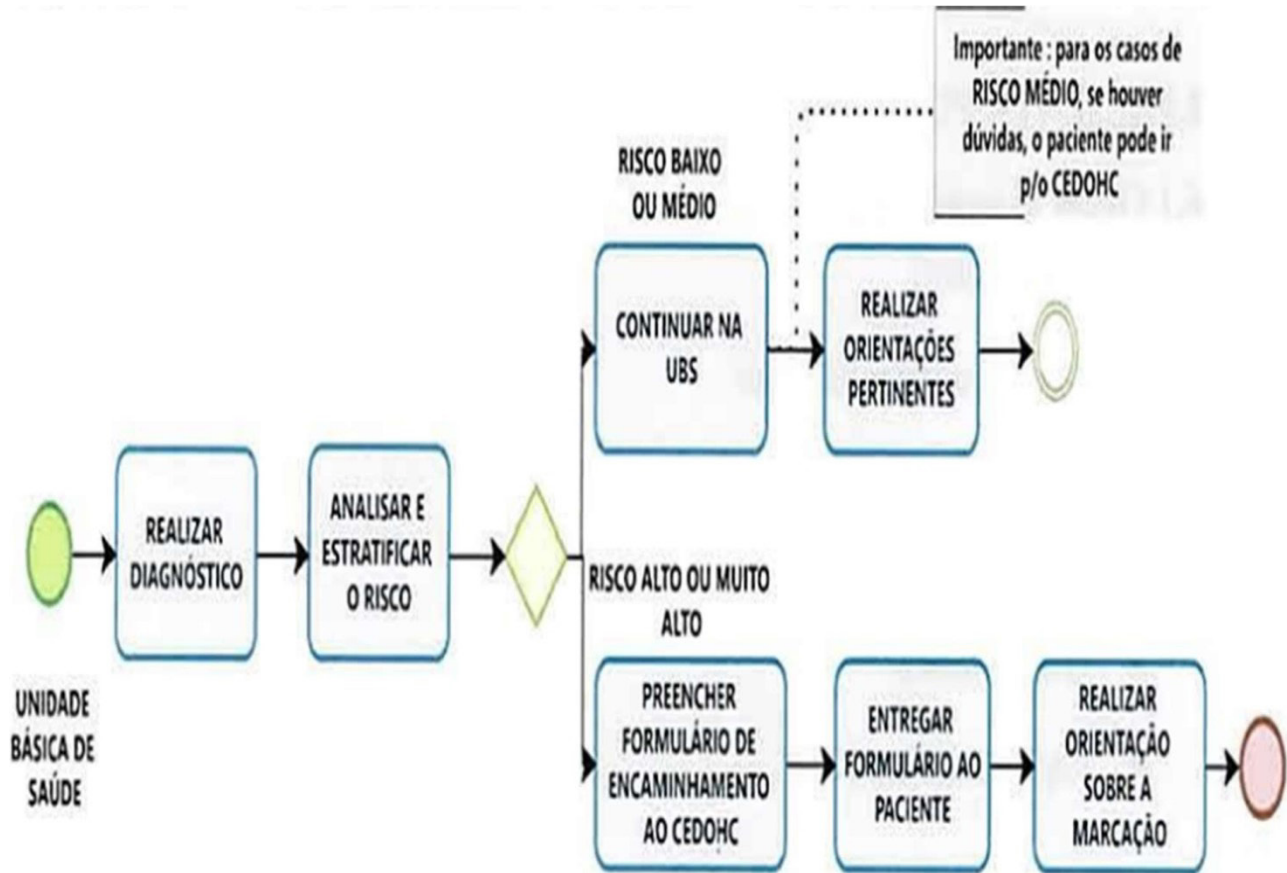 Importante : para os casos de
RISCO MÉDIO, se houver
dúvidas, o paciente pode ir
p/o CEDOHC
RISCO BAIXO
OU MÉDIO
CONTINUAR NA
UBS
REALIZAR
ORIENTAÇÕES
PERTINENTES
UNIDADE
BÁSICA DE
SAÚDE
REALIZAR
DIAGNÓSTICO
ANALISAR E
ESTRATIFICAR
O RISCO
RISCO ALTO OU MUITO
ALTO
PREENCHER
FORMULÁRIO DE
ENCAMINHAMENTO
AO CEDOHC
ENTREGAR
FORMULÁRIO AO
PACIENTE
REALIZAR
ORIENTAÇÃO
SOBRE A
MARCAÇÃO